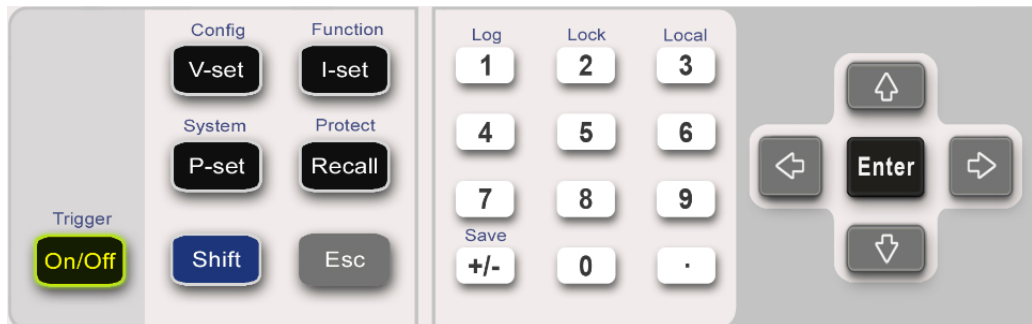 Config Function
V-set I-set
System Protect
P-set Recall
Trigger
On/Off Shift Esc
Log Lock Local
1 2 3
4 5 6
7 8 9
Save
+/- 0 .
Enter